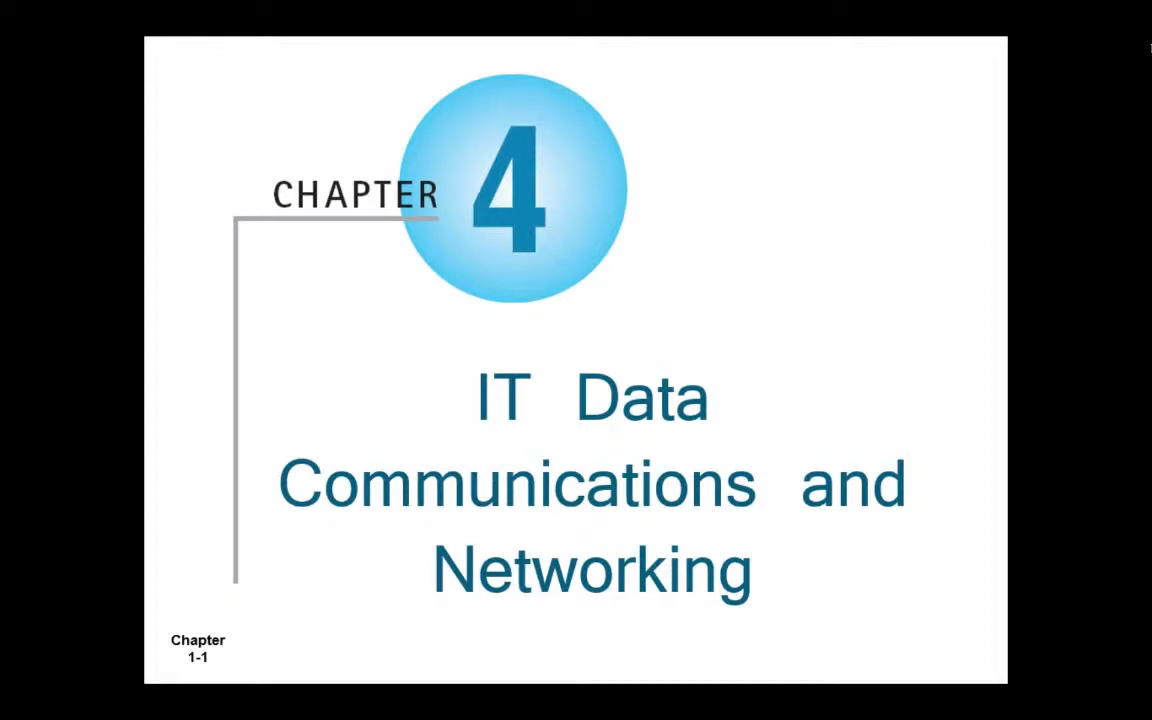 CHAPTER 4
IT Data
Communications and
Networking
Chapter
1-1